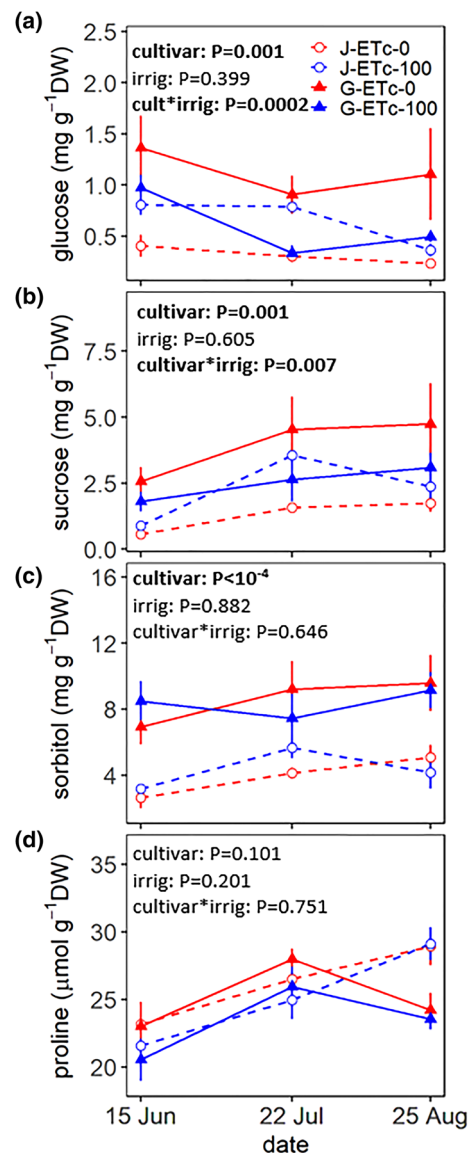 (a)
2.5
2.0
1.5
1.0
0.5
glucose (mg g⁻¹DW)
cultivar: P=0.001
irrig: P=0.399
cult*irrig: P=0.0002
J-ETc-0
J-ETc-100
G-ETc-0
G-ETc-100
(b)
7.5
5.0
2.5
0.0
sucrose (mg g⁻¹DW)
cultivar: P=0.001
irrig: P=0.605
cultivar*irrig: P=0.007
(c)
16
12
8
4
sorbitol (mg g⁻¹DW)
cultivar: P<10⁻⁴
irrig: P=0.882
cultivar*irrig: P=0.646
(d)
35
30
25
20
proline (µmol g⁻¹DW)
cultivar: P=0.101
irrig: P=0.201
cultivar*irrig: P=0.751
15 Jun 22 Jul 25 Aug
date